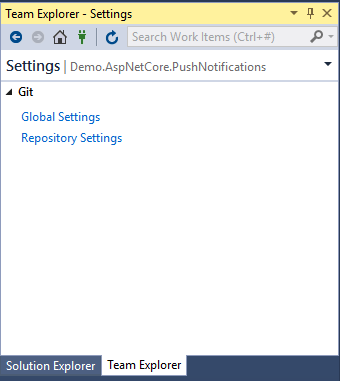 Team Explorer - Settings
Search Work Items (Ctrl+#)
Settings | Demo.AspNetCore.PushNotifications
Git
Global Settings
Repository Settings
Solution Explorer Team Explorer